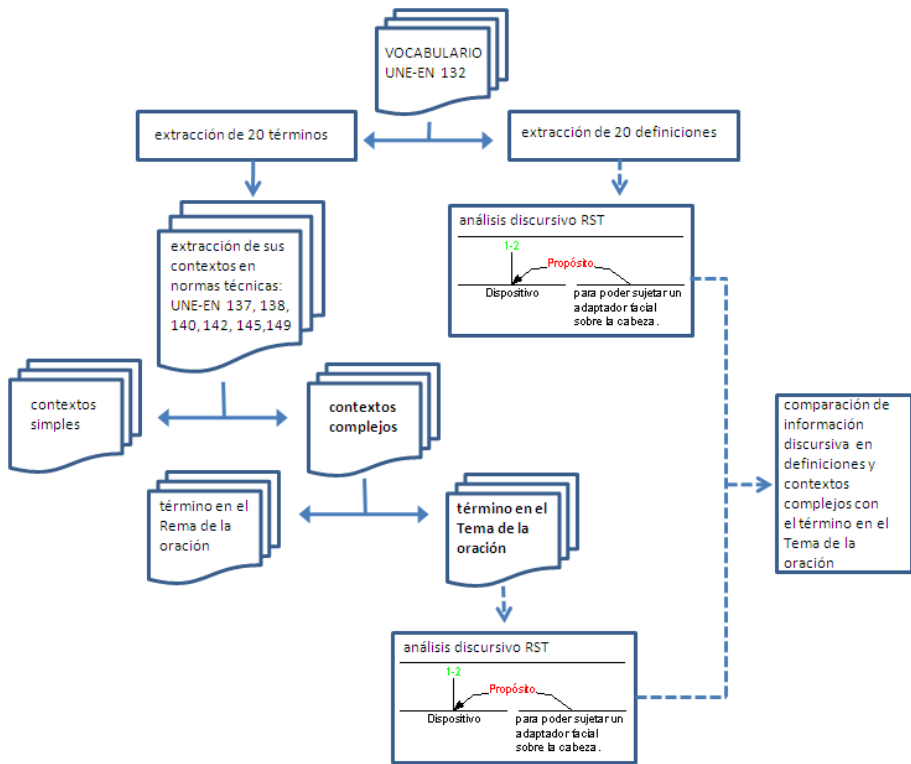 VOCABULARIO
UNE-EN 132
extracción de 20 términos
extracción de 20 definiciones
extracción de sus
contextos en
normas técnicas:
UNE-EN 137, 138,
140, 142, 145,149
análisis discursivo RST
1-2
Propósito
Dispositivo
para poder sujetar un
adaptador facial
sobre la cabeza.
contextos
simples
contextos
complejos
comparación de
información
discursiva en
definiciones y
contextos
complejos con
el término en el
Tema de la
oración
término en el
Rema de la
oración
término en el
Tema de la
oración
análisis discursivo RST
1-2
Propósito
Dispositivo
para poder sujetar un
adaptador facial
sobre la cabeza.